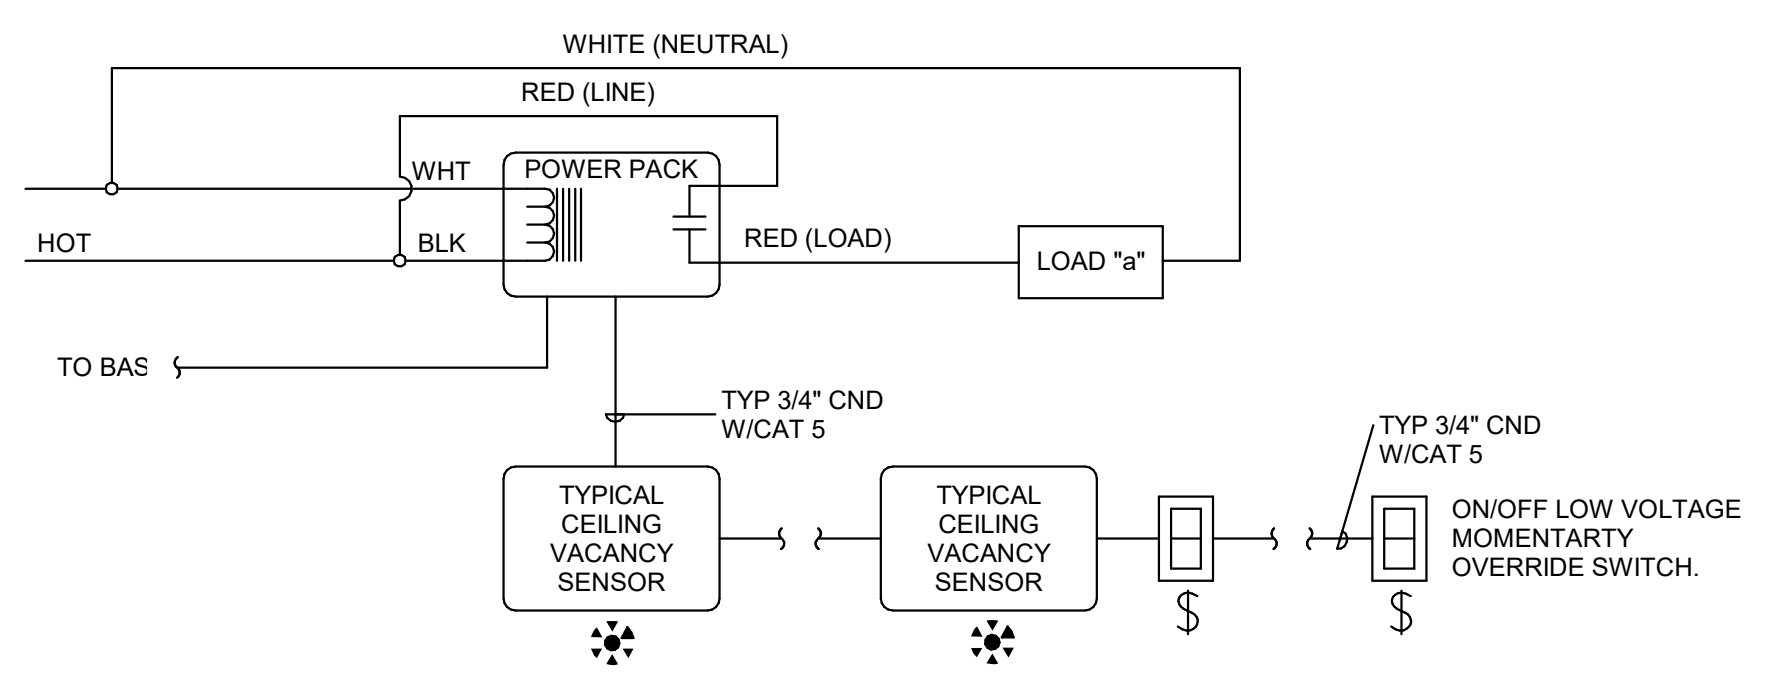 WHITE (NEUTRAL)
RED (LINE)
WHT
POWER PACK
HOT
BLK
RED (LOAD)
LOAD "a"
TO BAS
TYP 3/4" CND
W/CAT 5
TYP 3/4" CND
W/CAT 5
TYPICAL
CEILING
VACANCY
SENSOR
TYPICAL
CEILING
VACANCY
SENSOR
ON/OFF LOW VOLTAGE
MOMENTARTY
OVERRIDE SWITCH.
$
$